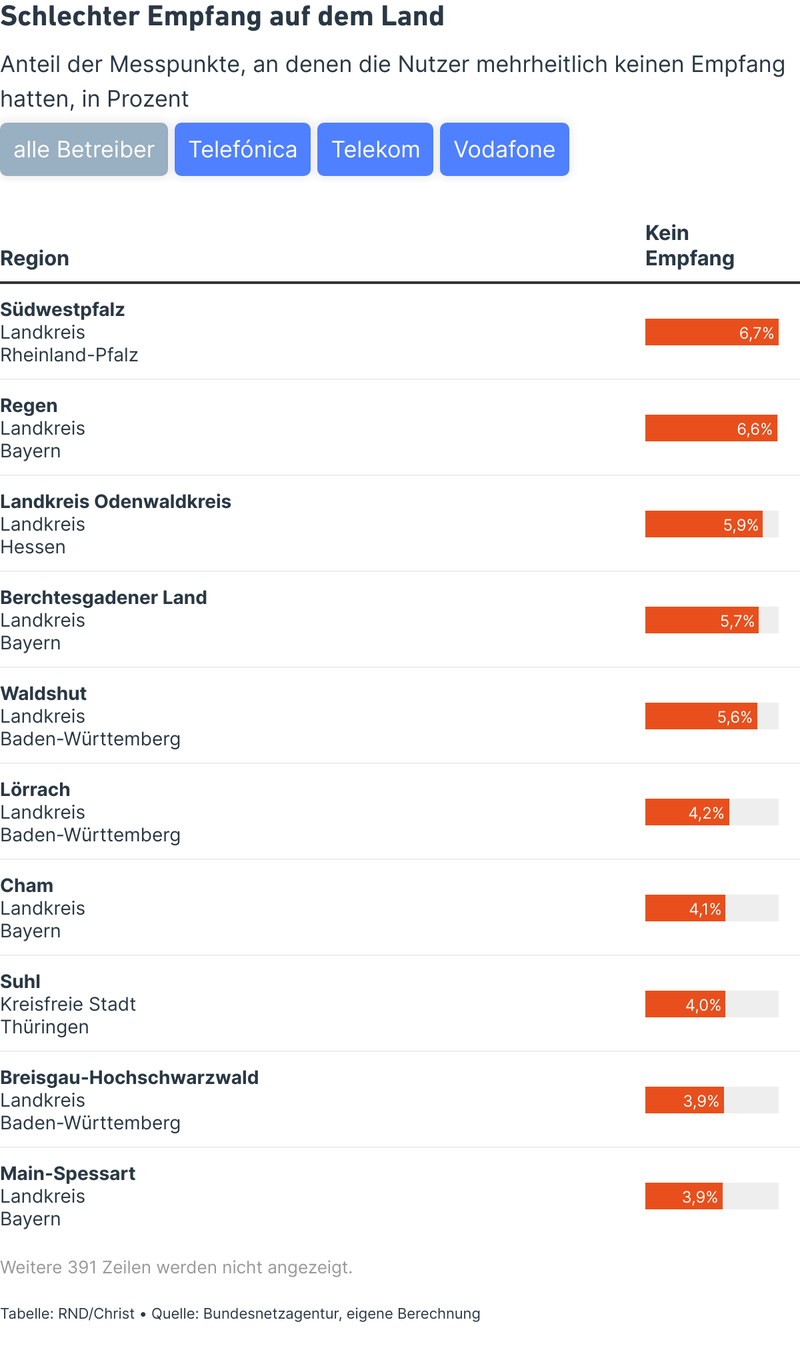 Schlechter Empfang auf dem Land
Anteil der Messpunkte, an denen die Nutzer mehrheitlich keinen Empfang
hatten, in Prozent
alle Betreiber Telefónica Telekom Vodafone
Kein
Region Empfang
Südwestpfalz
Landkreis 6,7%
Rheinland-Pfalz
Regen
Landkreis 6,6%
Bayern
Landkreis Odenwaldkreis
Landkreis 5,9%
Hessen
Berchtesgadener Land
Landkreis 5,7%
Bayern
Waldshut
Landkreis 5,6%
Baden-Württemberg
Lörrach
Landkreis 4,2%
Baden-Württemberg
Cham
Landkreis 4,1%
Bayern
Suhl
Kreisfreie Stadt 4,0%
Thüringen
Breisgau-Hochschwarzwald
Landkreis 3,9%
Baden-Württemberg
Main-Spessart
Landkreis 3,9%
Bayern
Weitere 391 Zeilen werden nicht angezeigt.
Tabelle: RND/Christ • Quelle: Bundesnetzagentur, eigene Berechnung